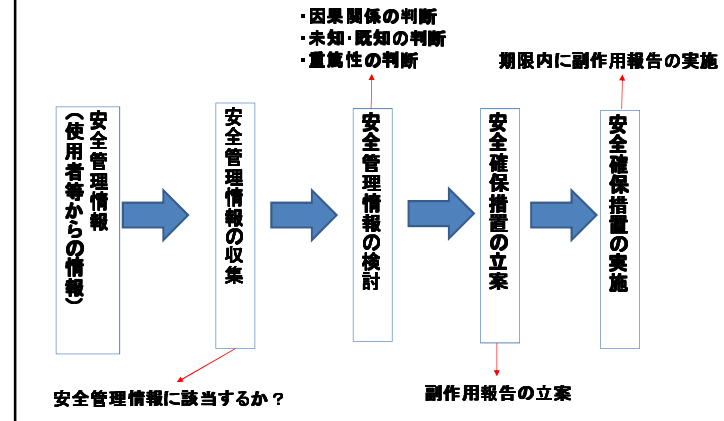 ・因果関係の判断
・未知・既知の判断
・重篤性の判断
期限内に副作用報告の実施
安全管理情報
（使用者等からの情報）
安全管理情報の収集
安全管理情報の検討
安全確保措置の立案
安全確保措置の実施
安全管理情報に該当するか？
副作用報告の立案